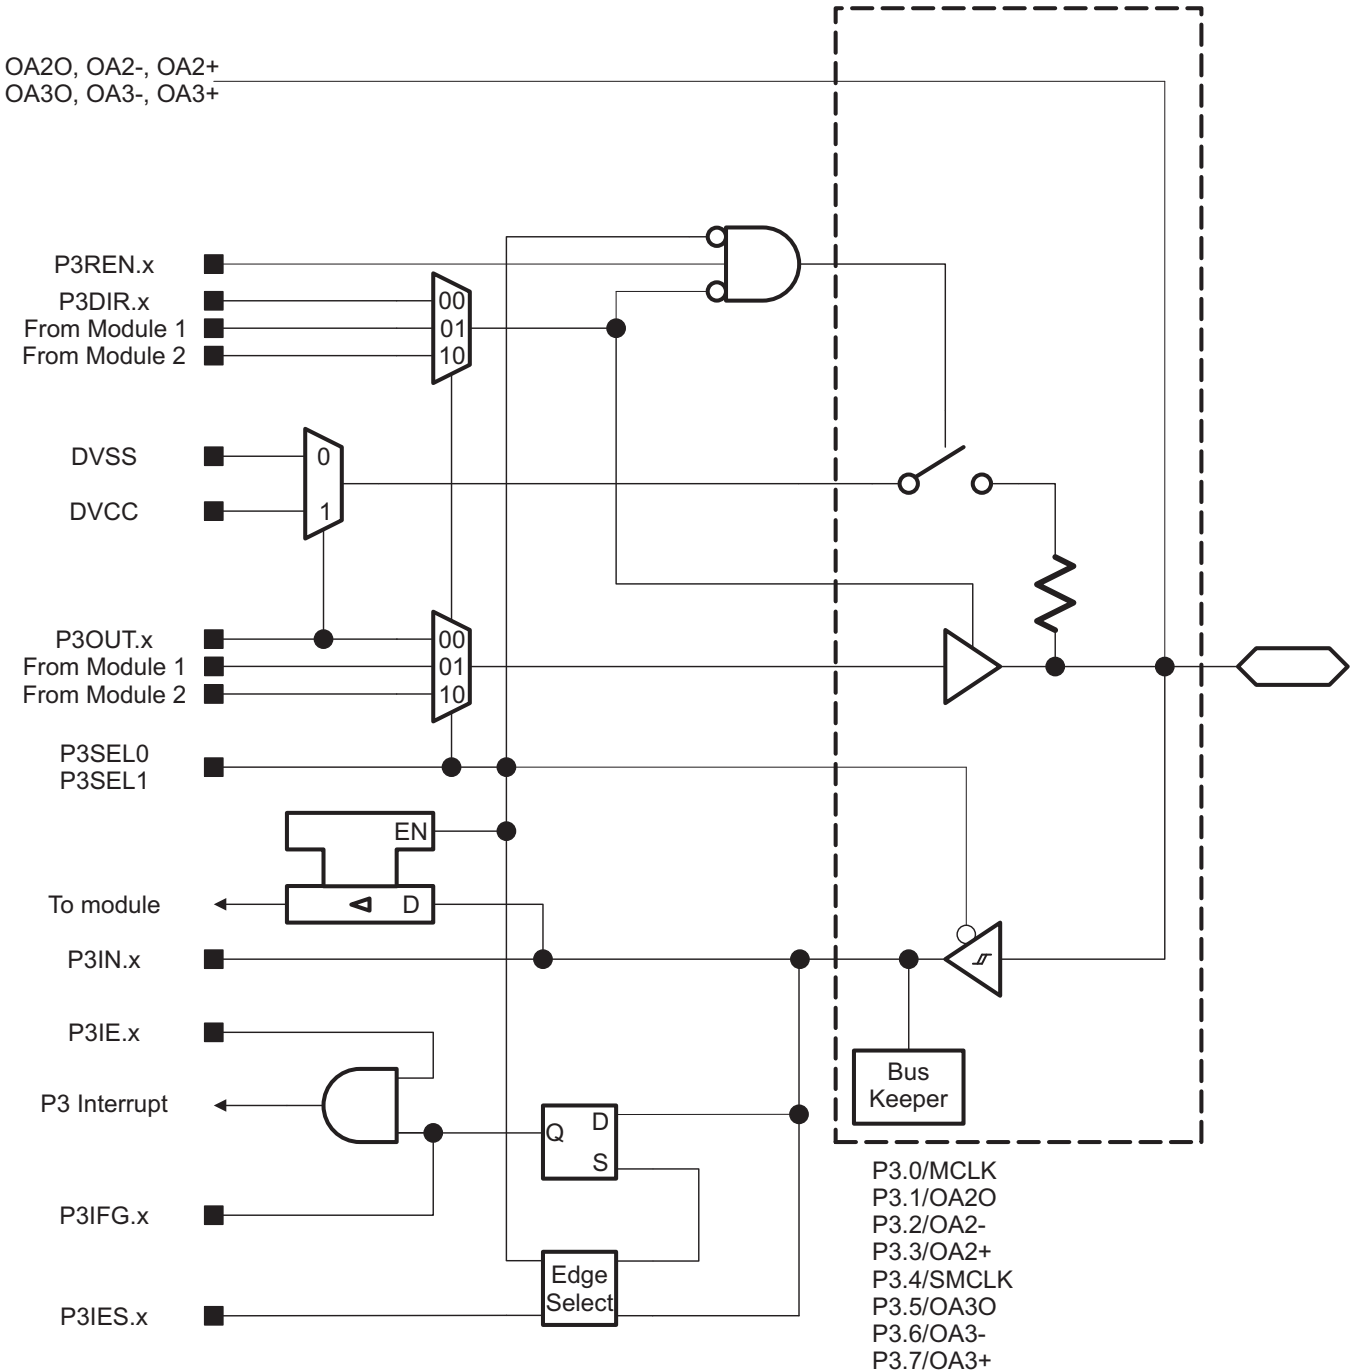 OA2O, OA2-, OA2+
OA3O, OA3-, OA3+
P3REN.x
P3DIR.x
From Module 1
From Module 2
00
01
10
DVSS
DVCC
0
1
P3OUT.x
From Module 1
From Module 2
00
01
10
P3SEL0
P3SEL1
EN
D
To module
P3IN.x
P3IE.x
P3 Interrupt
Q
D
S
Bus
Keeper
P3IFG.x
Edge
Select
P3IES.x
P3.0/MCLK
P3.1/OA2O
P3.2/OA2-
P3.3/OA2+
P3.4/SMCLK
P3.5/OA3O
P3.6/OA3-
P3.7/OA3+